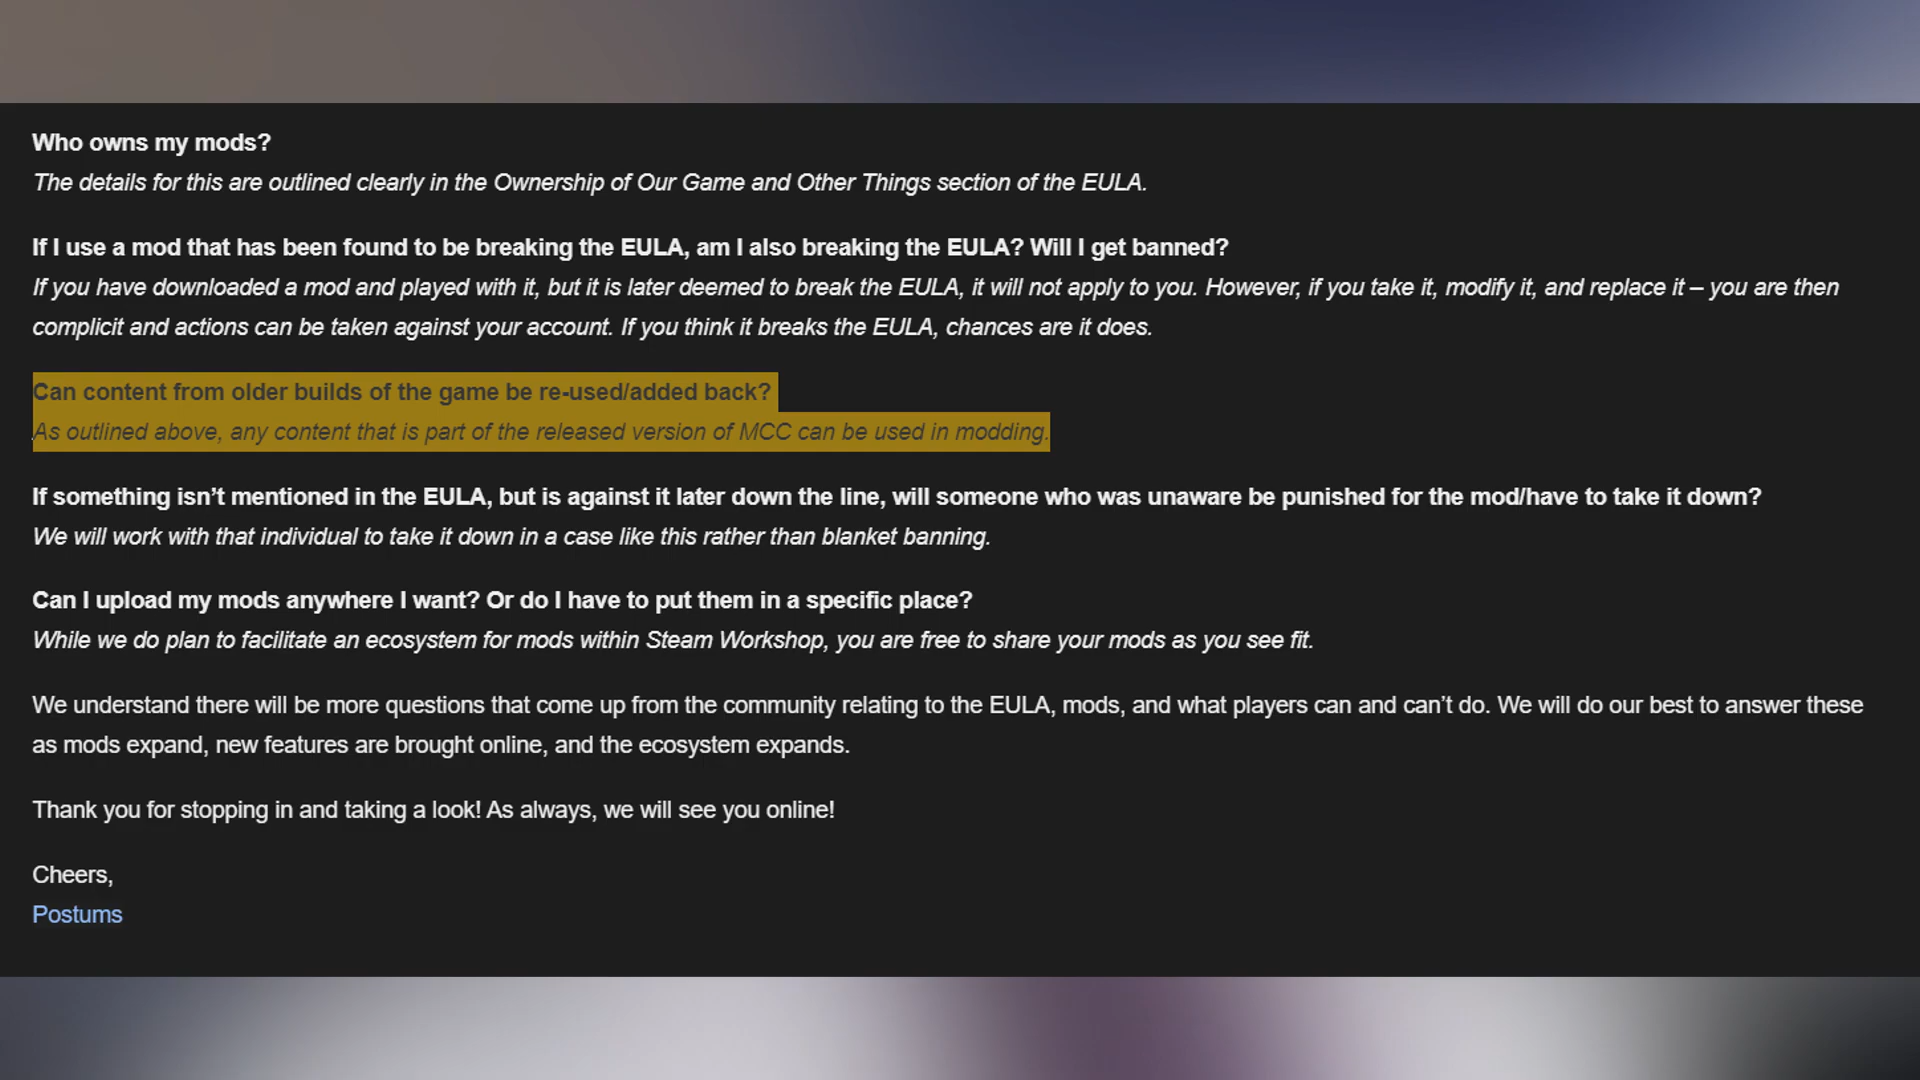 Who owns my mods?
The details for this are outlined clearly in the Ownership of Our Game and Other Things section of the EULA.
If I use a mod that has been found to be breaking the EULA, am I also breaking the EULA? Will I get banned?
If you have downloaded a mod and played with it, but it is later deemed to break the EULA, it will not apply to you. However, if you take it, modify it, and replace it – you are then
complicit and actions can be taken against your account. If you think it breaks the EULA, chances are it does.
Can content from older builds of the game be re-used/added back?
As outlined above, any content that is part of the released version of MCC can be used in modding.
If something isn’t mentioned in the EULA, but is against it later down the line, will someone who was unaware be punished for the mod/have to take it down?
We will work with that individual to take it down in a case like this rather than blanket banning.
Can I upload my mods anywhere I want? Or do I have to put them in a specific place?
While we do plan to facilitate an ecosystem for mods within Steam Workshop, you are free to share your mods as you see fit.
We understand there will be more questions that come up from the community relating to the EULA, mods, and what players can and can’t do. We will do our best to answer these
as mods expand, new features are brought online, and the ecosystem expands.
Thank you for stopping in and taking a look! As always, we will see you online!
Cheers,
Postums